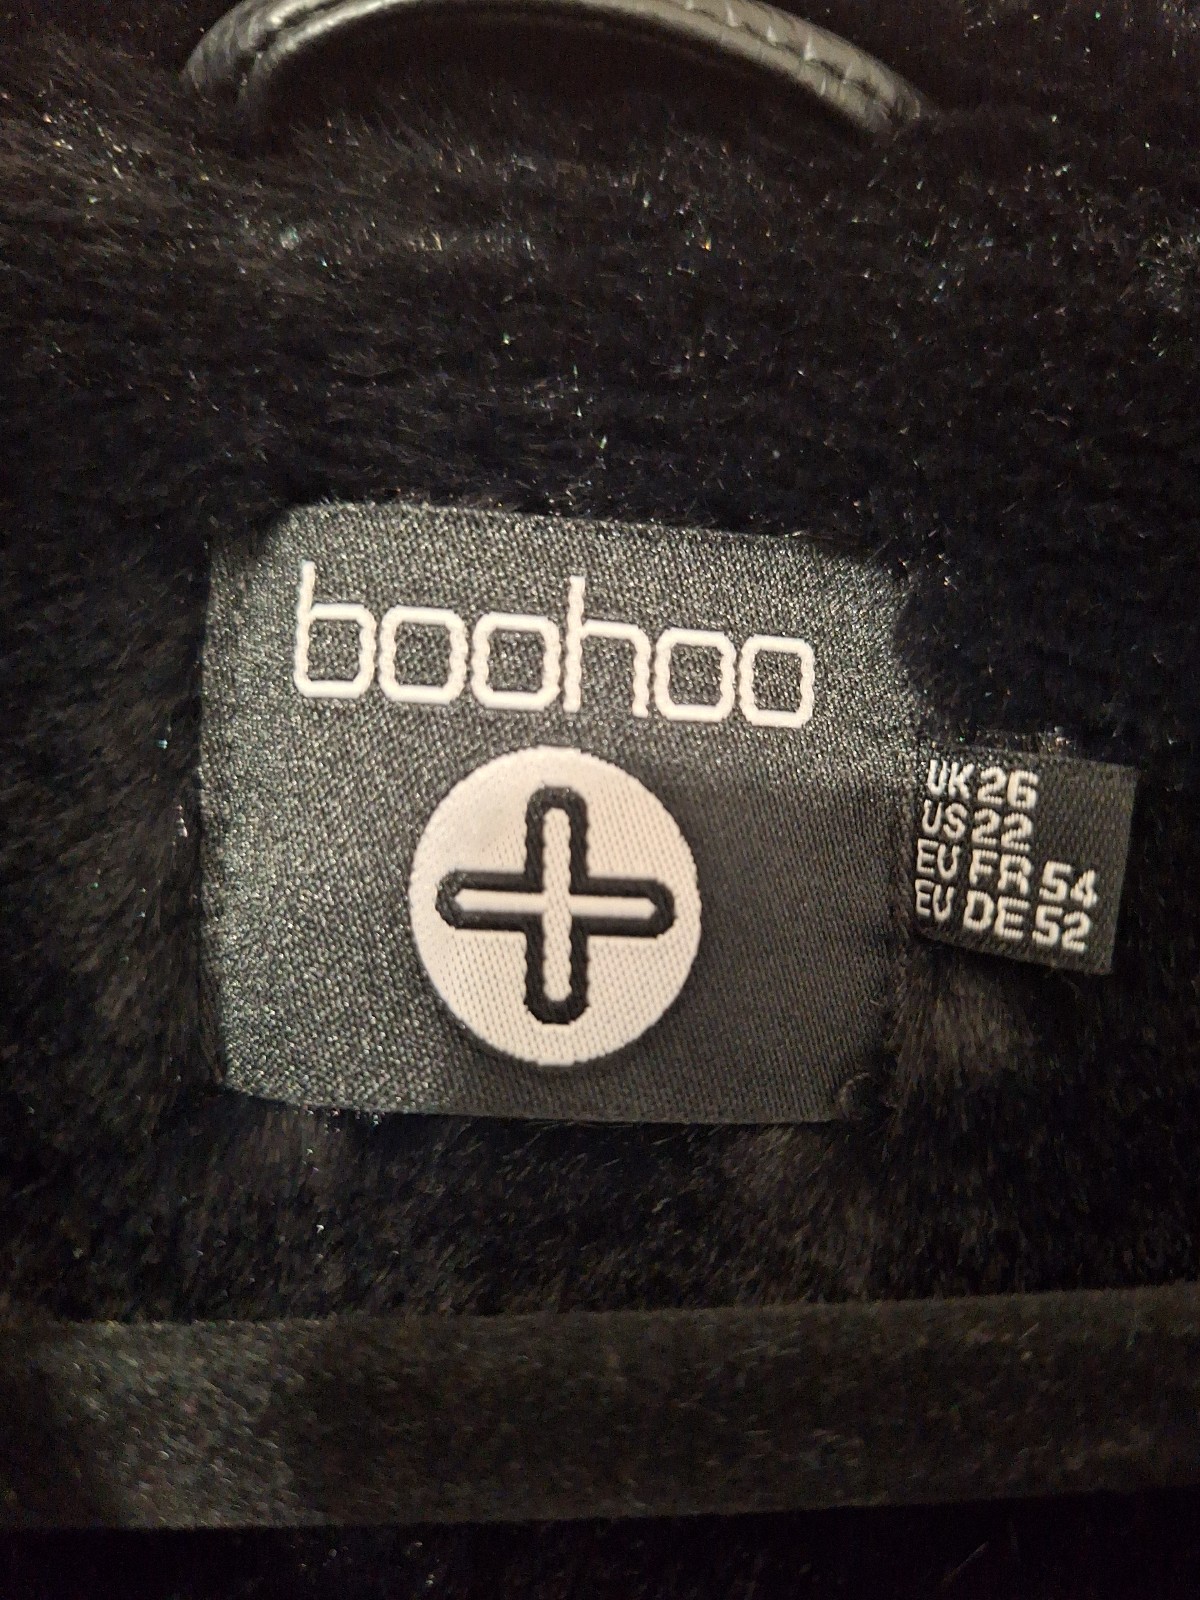 boohoo
UK 26
US 22
EU FR 54
EU DE 52